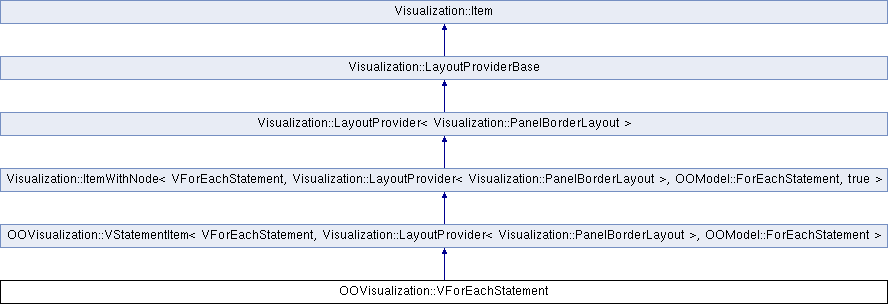 Visualization::Item
Visualization::LayoutProviderBase
Visualization::LayoutProvider< Visualization::PanelBorderLayout >
Visualization::ItemWithNode< VForEachStatement, Visualization::LayoutProvider< Visualization::PanelBorderLayout >, OOModel::ForEachStatement, true >
OOVisualization::VStatementItem< VForEachStatement, Visualization::LayoutProvider< Visualization::PanelBorderLayout >, OOModel::ForEachStatement >
OOVisualization::VForEachStatement